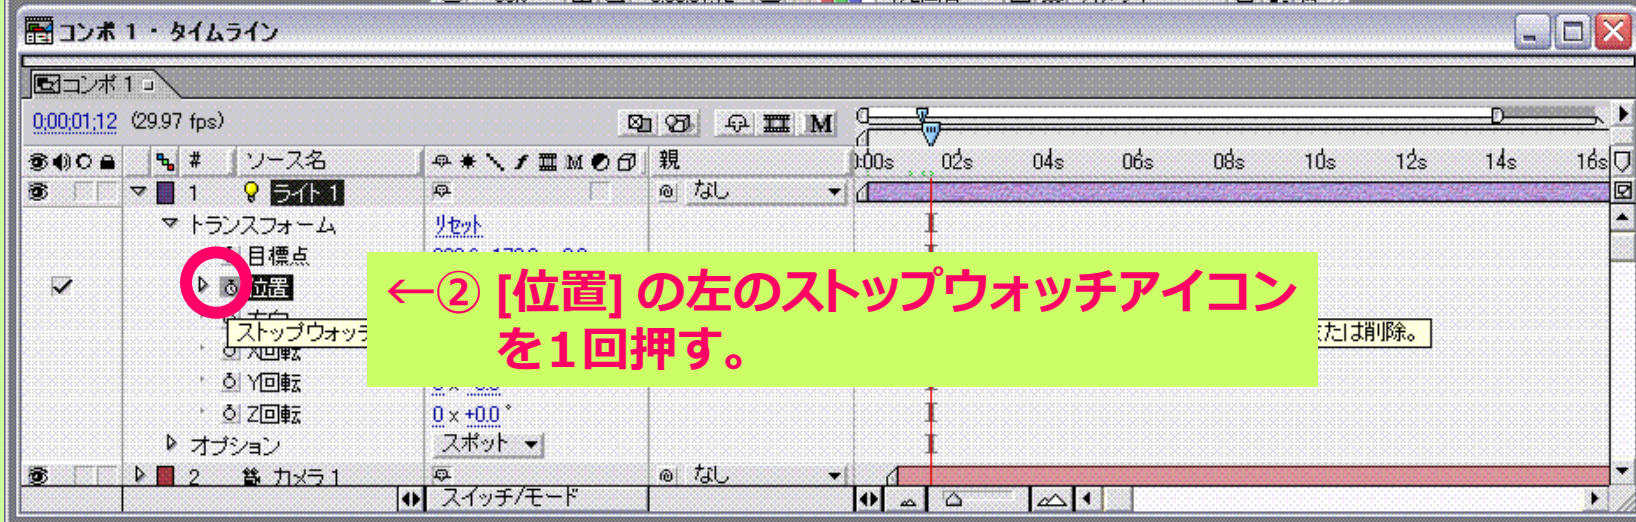 コンポ 1 ・ タイムライン
コンポ 1
0;00;01;12 (29.97 fps)
M
# ソース名 M 親 02s 04s 06s 08s 10s 12s 14s 16s
1 ライト 1 なし
トランスフォーム リセット
目標点
位置
←② [位置] の左のストップウォッチアイコン
を1回押す。
ストップウォッチ または削除。
X回転
Y回転
Z回転 0 x +0.0 °
オプション スポット
2 カメラ 1 なし
スイッチ/モード